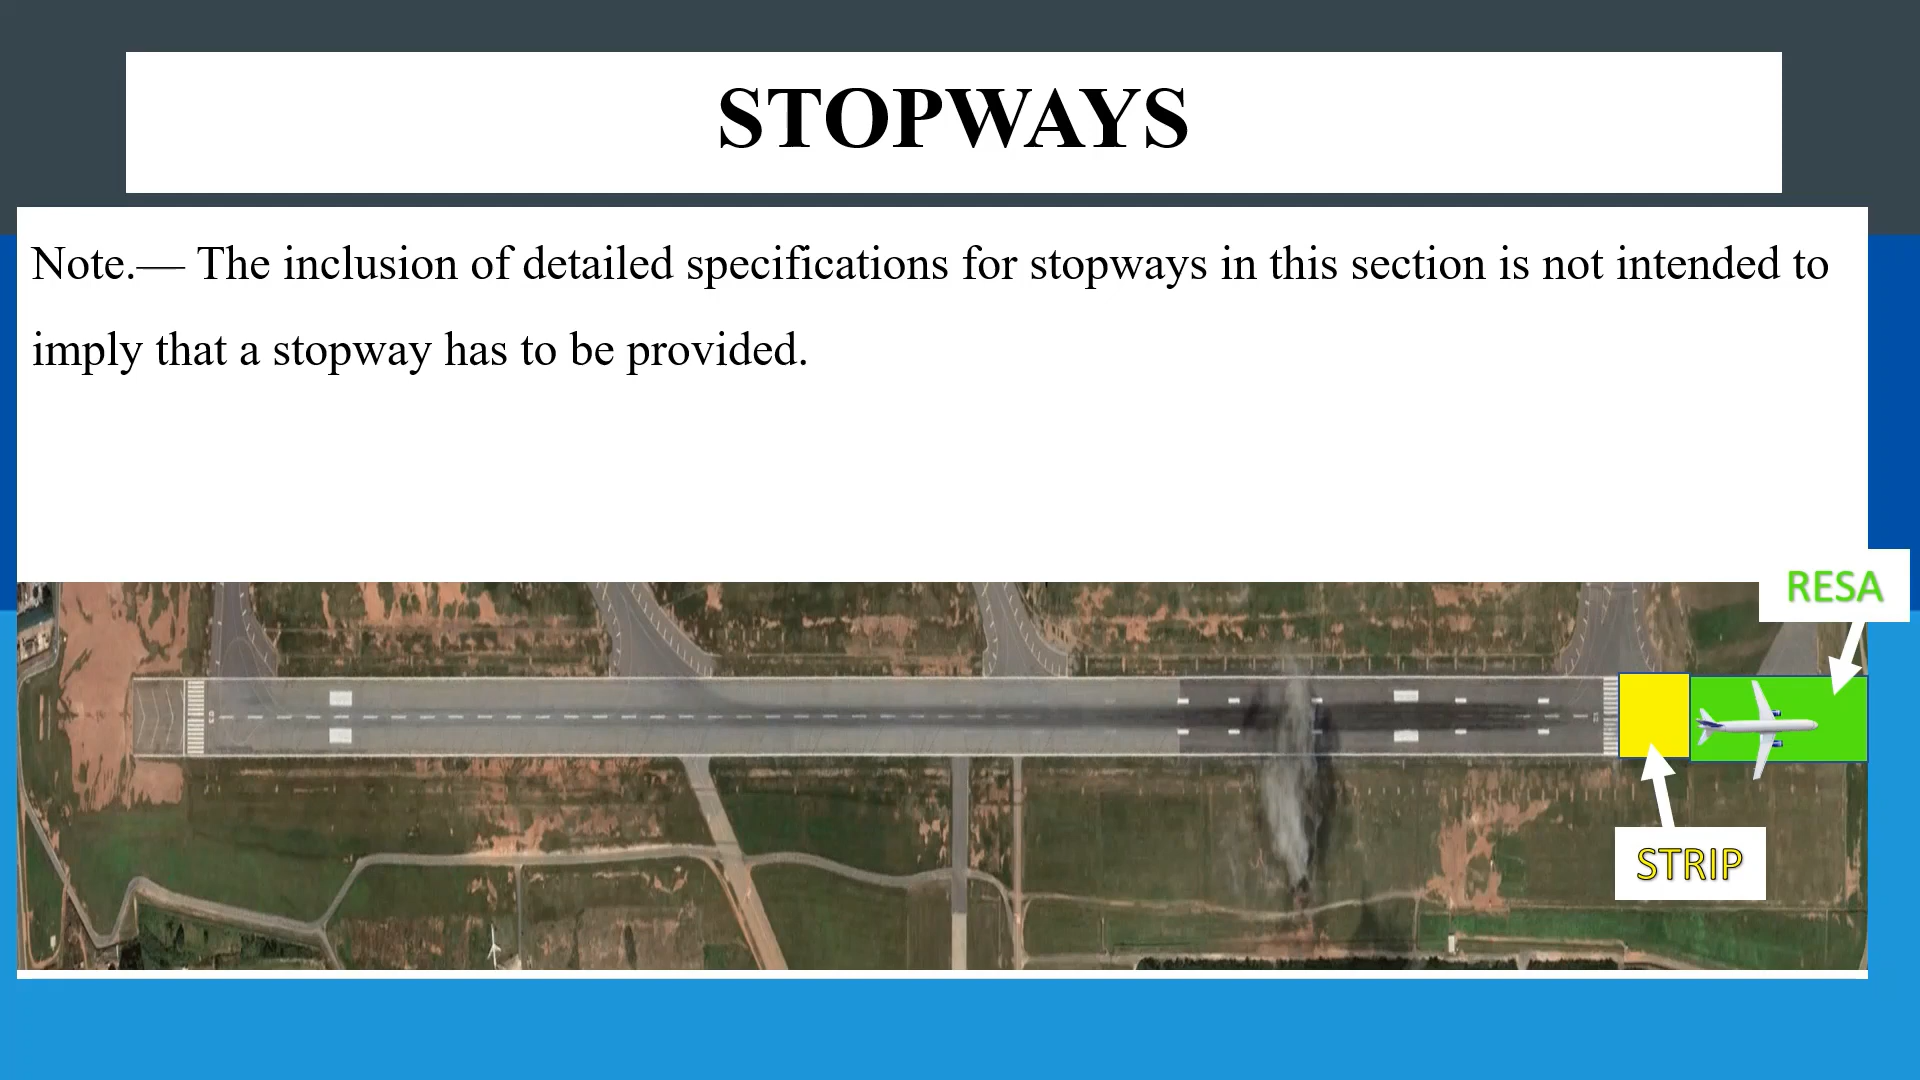 STOPWAYS
Note.— The inclusion of detailed specifications for stopways in this section is not intended to
imply that a stopway has to be provided.
RESA
STRIP